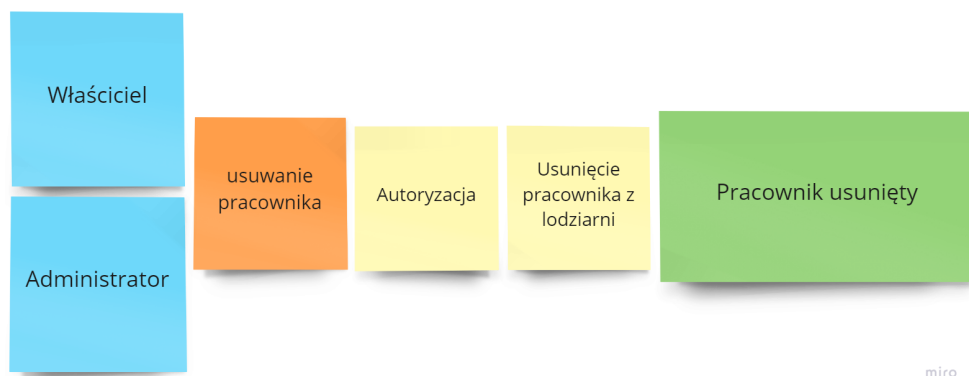 Właściciel
Administrator
usuwanie
pracownika
Autoryzacja
Usunięcie
pracownika z
lodziarni
Pracownik usunięty
miro